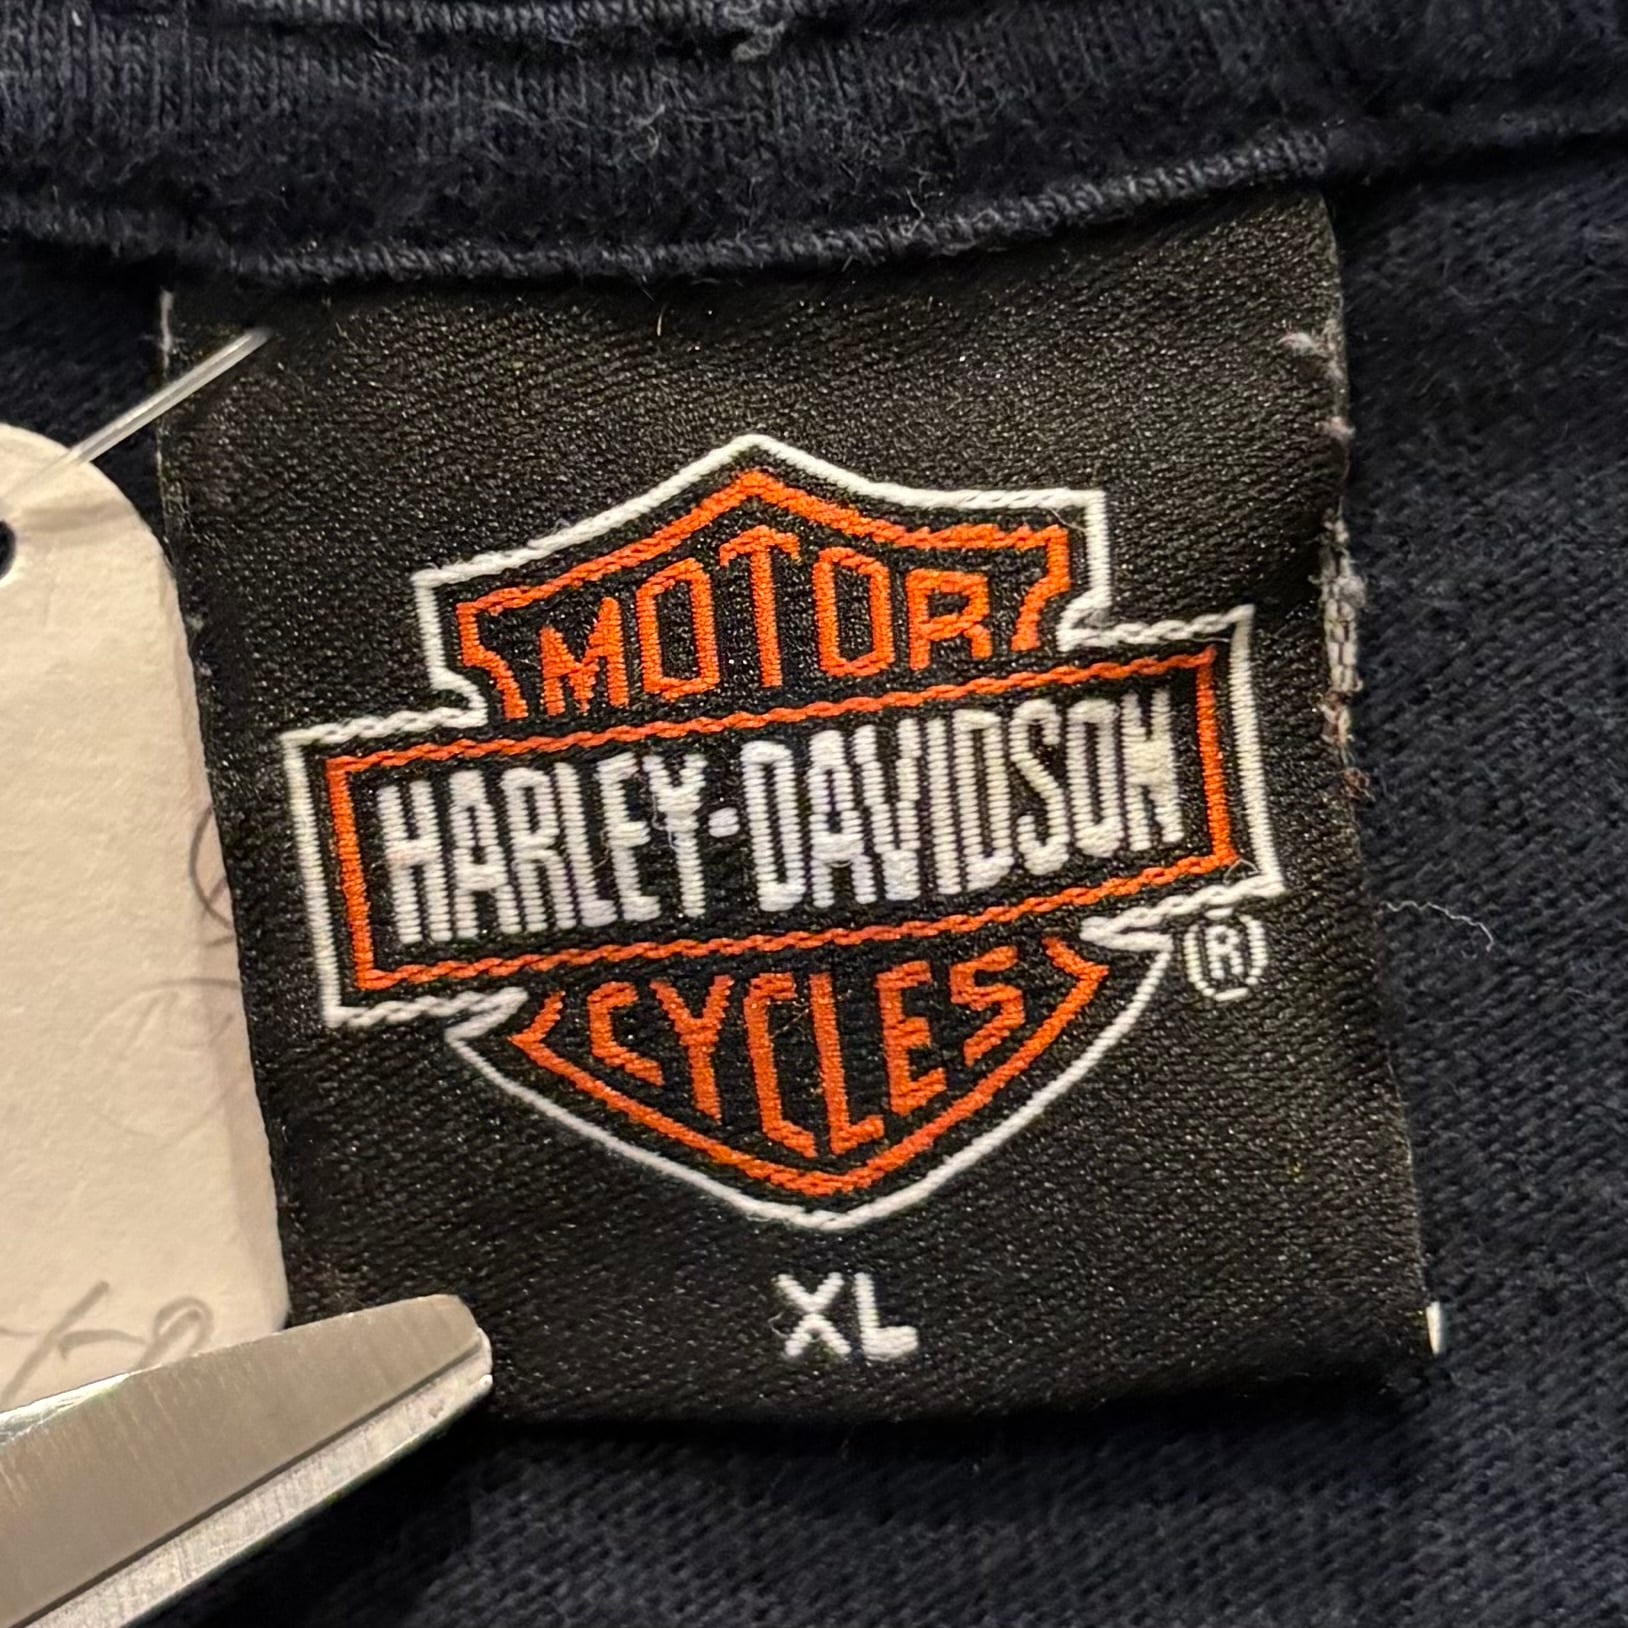 MOTOR
HARLEY-DAVIDSON
CYCLES
®
XL